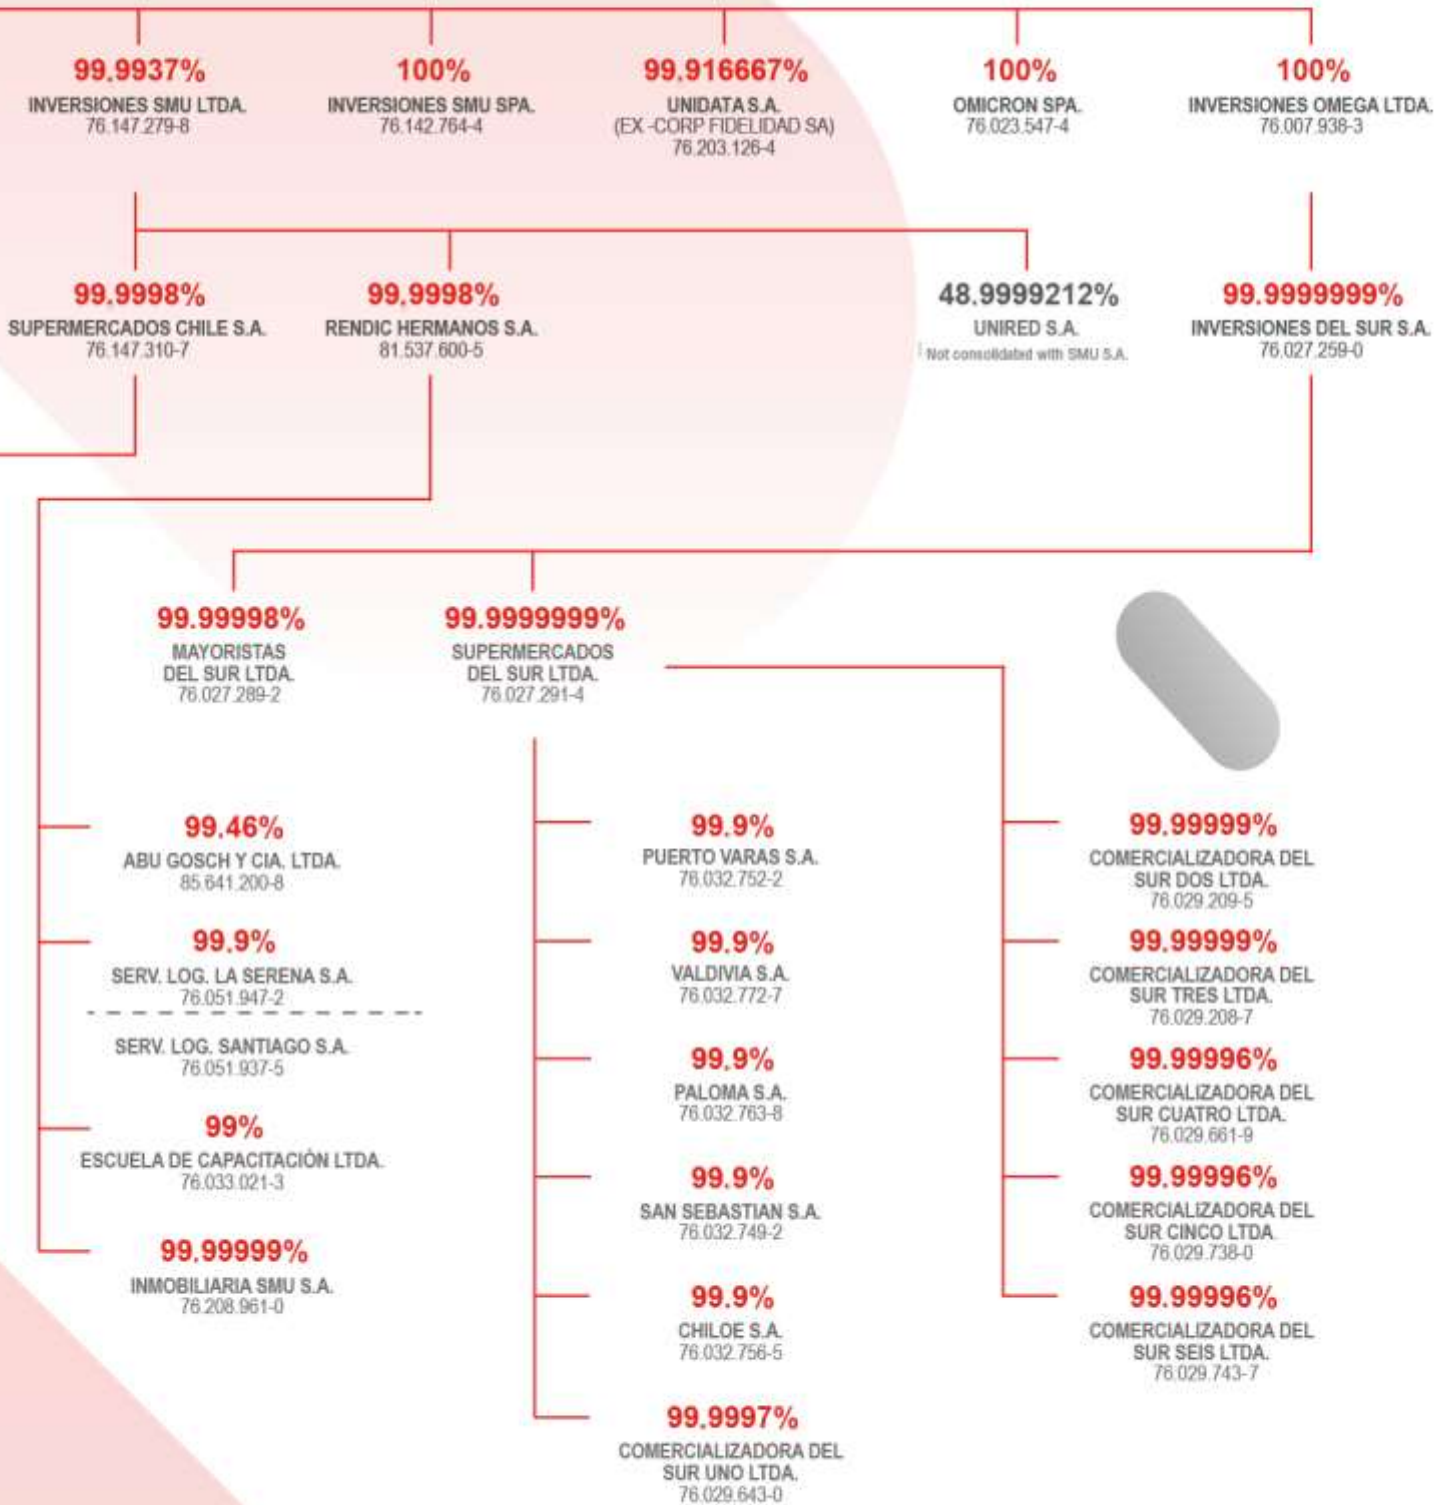 99.9937%
INVERSIONES SMU LTDA.
76.147.279-8
100%
INVERSIONES SMU SPA.
76.142.764-4
99.916667%
UNIDATA S.A.
(EX -CORP FIDELIDAD SA)
76.203.126-4
100%
OMICRON SPA.
76.023.547-4
100%
INVERSIONES OMEGA LTDA.
76.007.938-3
99.9998%
SUPERMERCADOS CHILE S.A.
76.147.310-7
99.9998%
RENDIC HERMANOS S.A.
81.537.600-5
48.9999212%
UNIRED S.A.
Not consolidated with SMU S.A.
99.9999999%
INVERSIONES DEL SUR S.A.
76.027.259-0
99.99998%
MAYORISTAS
DEL SUR LTDA.
76.027.289-2
99.9999999%
SUPERMERCADOS
DEL SUR LTDA.
76.027.291-4
99.46%
ABU GOSCH Y CIA. LTDA.
85.641.200-8
99.9%
SERV. LOG. LA SERENA S.A.
76.051.947-2
SERV. LOG. SANTIAGO S.A.
76.051.937-5
99%
ESCUELA DE CAPACITACIÓN LTDA.
76.033.021-3
99.99999%
INMOBILIARIA SMU S.A.
76.208.961-0
99.9%
PUERTO VARAS S.A.
76.032.752-2
99.9%
VALDIVIA S.A.
76.032.772-7
99.9%
PALOMA S.A.
76.032.763-8
99.9%
SAN SEBASTIAN S.A.
76.032.749-2
99.9%
CHILOE S.A.
76.032.756-5
99.9997%
COMERCIALIZADORA DEL
SUR UNO LTDA.
76.029.643-0
99.99999%
COMERCIALIZADORA DEL
SUR DOS LTDA.
76.029.209-5
99.99999%
COMERCIALIZADORA DEL
SUR TRES LTDA.
76.029.208-7
99.99996%
COMERCIALIZADORA DEL
SUR CUATRO LTDA.
76.029.661-9
99.99996%
COMERCIALIZADORA DEL
SUR CINCO LTDA.
76.029.738-0
99.99996%
COMERCIALIZADORA DEL
SUR SEIS LTDA.
76.029.743-7